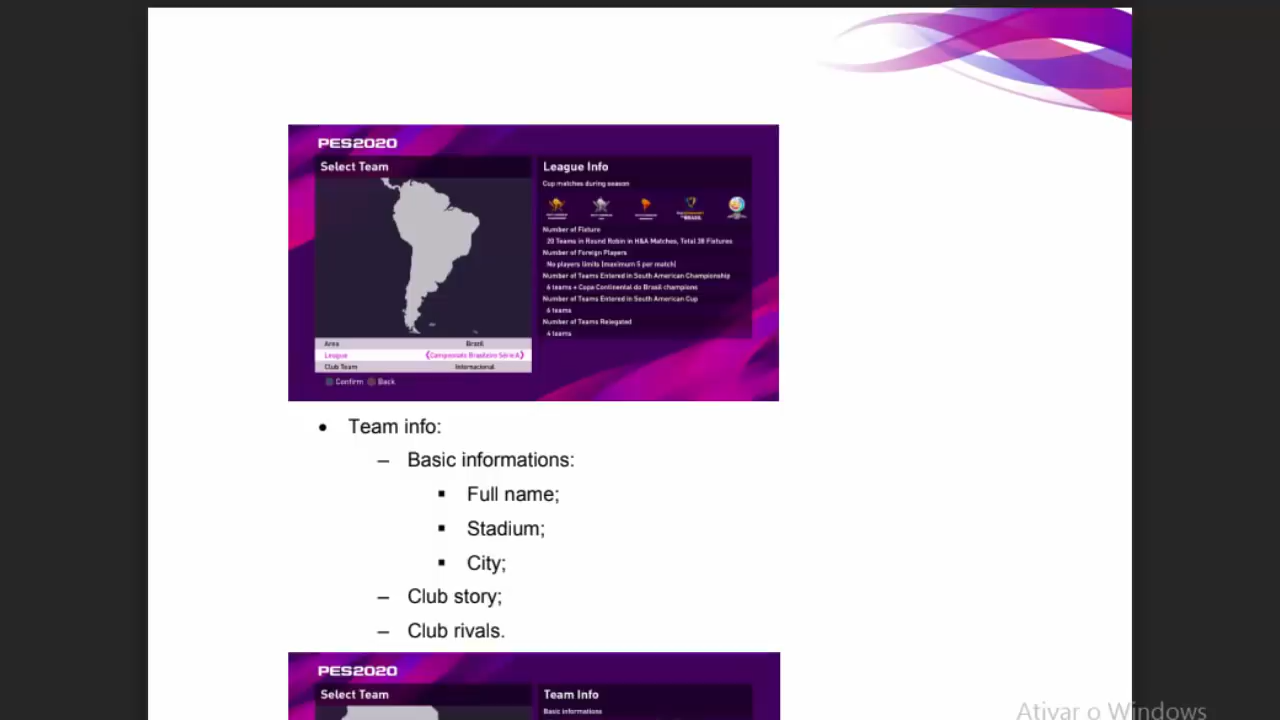 PES2020
Select Team
League Info
Cup matches during season
Number of Fixture
20 Teams in Round Robin in H&A Matches, Total 38 Fixtures
Number of Foreign Players
No players limits (maximum 5 per match)
Number of Teams Entered in South American Championship
6 teams + Copa Continental do Brasil champions
Number of Teams Entered in South American Cup
6 teams
Number of Teams Relegated
4 teams
Area Brazil
League Campeonato Brasileiro Série A
Club Team Internacional
Confirm Back
• Team info:
– Basic informations:
▪ Full name;
▪ Stadium;
▪ City;
– Club story;
– Club rivals.
PES2020
Select Team
Team Info
Basic informations
Ativar o Windows